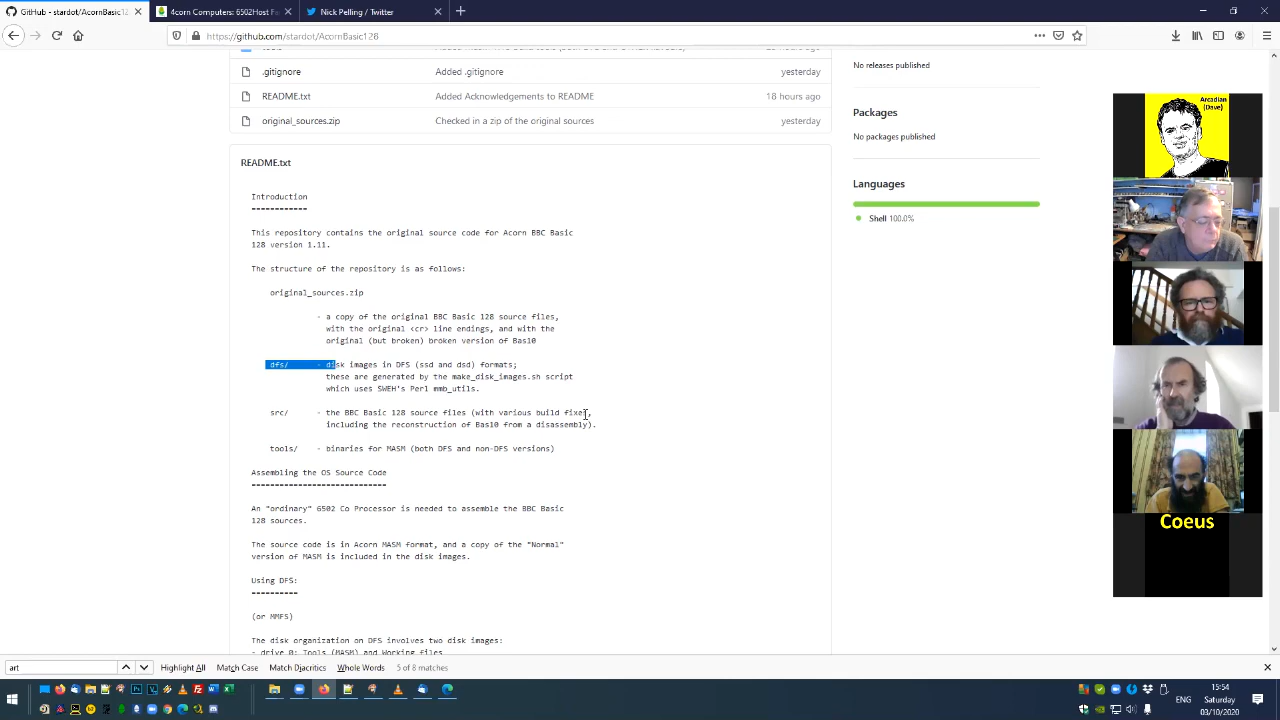 GitHub - stardot/AcornBasic128
4corn Computers: 6502Host F
Nick Pelling / Twitter
https://github.com/stardot/AcornBasic128
.gitignore Added .gitignore yesterday
README.txt Added Acknowledgements to README 18 hours ago
original_sources.zip Checked in a zip of the original sources yesterday
No releases published
Packages
No packages published
Languages
Shell 100.0%
README.txt
Introduction
------------
This repository contains the original source code for Acorn BBC Basic
128 version 1.11.
The structure of the repository is as follows:
original_sources.zip
- a copy of the original BBC Basic 128 source files,
with the original <cr> line endings, and with the
original (but broken) broken version of Bas10
dfs/ - disk images in DFS (ssd and dsd) formats;
these are generated by the make_disk_images.sh script
which uses SWEH's Perl mmb_utils.
src/ - the BBC Basic 128 source files (with various build fixes,
including the reconstruction of Bas10 from a disassembly).
tools/ - binaries for MASM (both DFS and non-DFS versions)
Assembling the OS Source Code
-----------------------------
An "ordinary" 6502 Co Processor is needed to assemble the BBC Basic
128 sources.
The source code is in Acorn MASM format, and a copy of the "Normal"
version of MASM is included in the disk images.
Using DFS:
----------
(or MMFS)
The disk organization on DFS involves two disk images:
- drive 0: Tools (MASM) and Working files
Arcadian
(Dave)
Coeus
art Highlight All Match Case Match Diacritics Whole Words 5 of 8 matches
15:54
ENG Saturday
03/10/2020